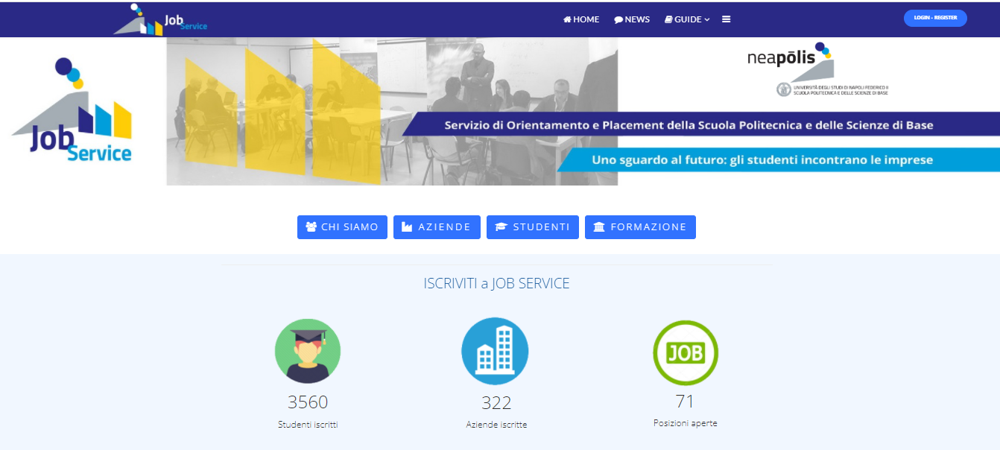 Job
Service
HOME
NEWS
GUIDE
LOGIN - REGISTER
Job
Service
neapōlis
UNIVERSITÀ DEGLI STUDI DI NAPOLI FEDERICO II
SCUOLA POLITECNICA E DELLE SCIENZE DI BASE
Servizio di Orientamento e Placement della Scuola Politecnica e delle Scienze di Base
Uno sguardo al futuro: gli studenti incontrano le imprese
CHI SIAMO
AZIENDE
STUDENTI
FORMAZIONE
ISCRIVITI a JOB SERVICE
JOB
3560
322
71
Studenti iscritti
Aziende iscritte
Posizioni aperte